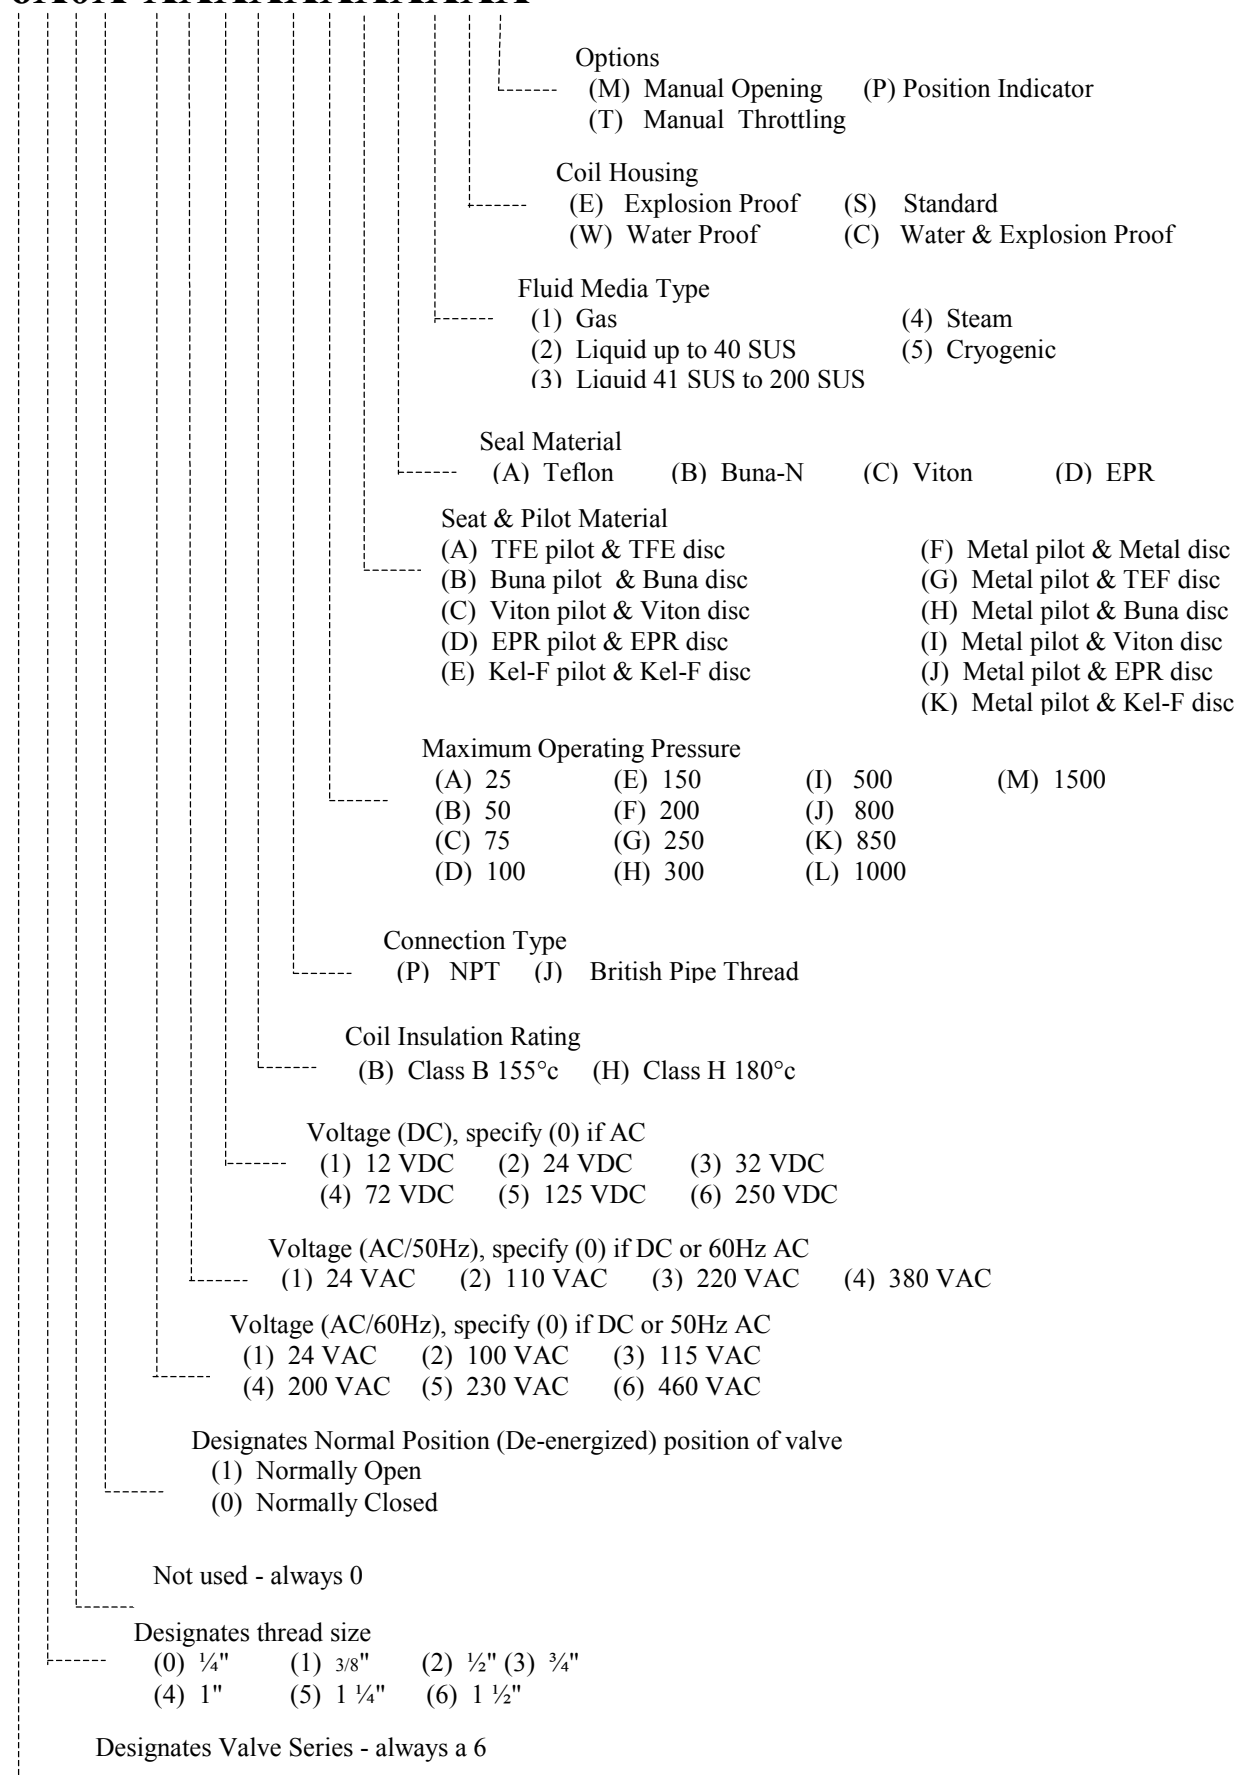 Options
(M) Manual Opening (P) Position Indicator
(T) Manual Throttling
Coil Housing
(E) Explosion Proof (S) Standard
(W) Water Proof (C) Water & Explosion Proof
Fluid Media Type
(1) Gas (4) Steam
(2) Liquid up to 40 SUS (5) Cryogenic
(3) Liquid 41 SUS to 200 SUS
Seal Material
(A) Teflon (B) Buna-N (C) Viton (D) EPR
Seat & Pilot Material
(A) TFE pilot & TFE disc (F) Metal pilot & Metal disc
(B) Buna pilot & Buna disc (G) Metal pilot & TEF disc
(C) Viton pilot & Viton disc (H) Metal pilot & Buna disc
(D) EPR pilot & EPR disc (I) Metal pilot & Viton disc
(E) Kel-F pilot & Kel-F disc (J) Metal pilot & EPR disc
(K) Metal pilot & Kel-F disc
Maximum Operating Pressure
(A) 25 (E) 150 (I) 500 (M) 1500
(B) 50 (F) 200 (J) 800
(C) 75 (G) 250 (K) 850
(D) 100 (H) 300 (L) 1000
Connection Type
(P) NPT (J) British Pipe Thread
Coil Insulation Rating
(B) Class B 155°c (H) Class H 180°c
Voltage (DC), specify (0) if AC
(1) 12 VDC (2) 24 VDC (3) 32 VDC
(4) 72 VDC (5) 125 VDC (6) 250 VDC
Voltage (AC/50Hz), specify (0) if DC or 60Hz AC
(1) 24 VAC (2) 110 VAC (3) 220 VAC (4) 380 VAC
Voltage (AC/60Hz), specify (0) if DC or 50Hz AC
(1) 24 VAC (2) 100 VAC (3) 115 VAC
(4) 200 VAC (5) 230 VAC (6) 460 VAC
Designates Normal Position (De-energized) position of valve
(1) Normally Open
(0) Normally Closed
Not used - always 0
Designates thread size
(0) ¼" (1) 3/8" (2) ½" (3) ¾"
(4) 1" (5) 1 ¼" (6) 1 ½"
Designates Valve Series - always a 6